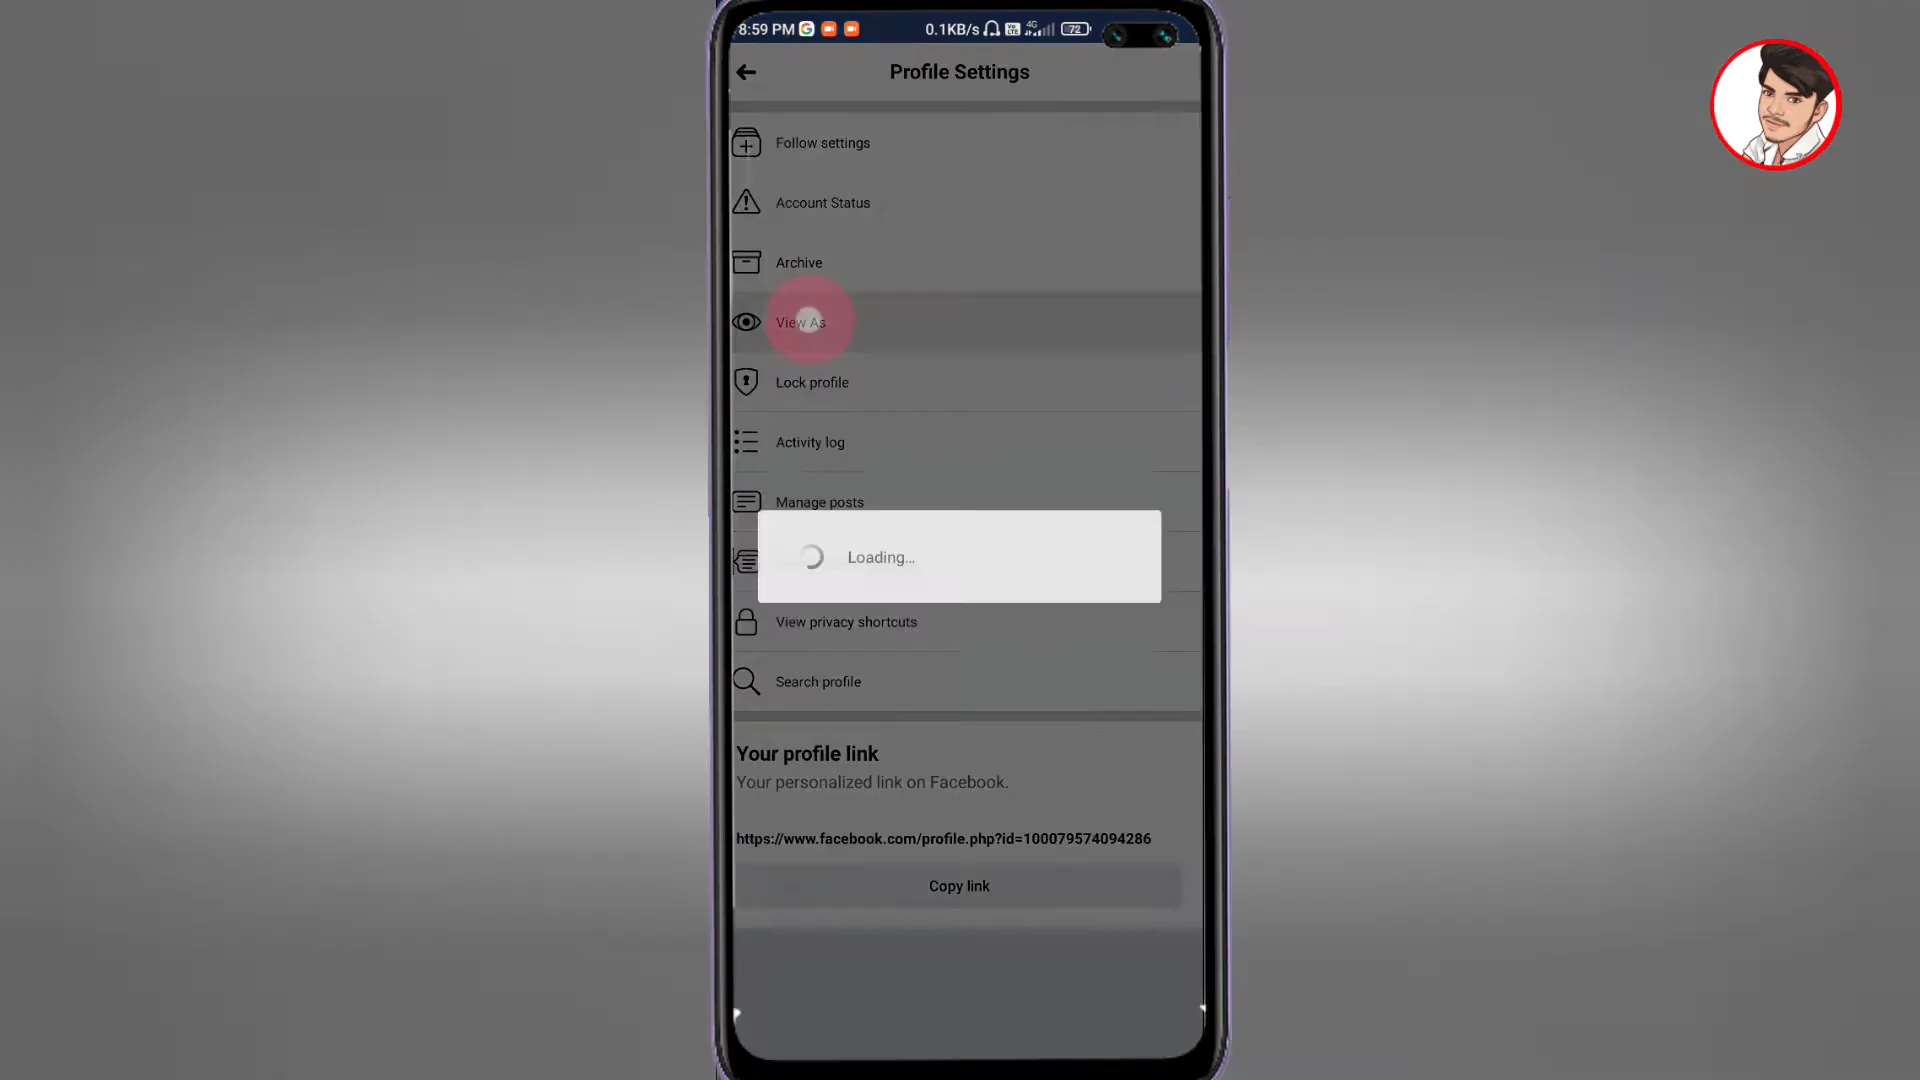 8:59 PM 0.1KB/s 4G 72
Profile Settings
Follow settings
Account Status
Archive
View As
Lock profile
Activity log
Manage posts
Loading...
View privacy shortcuts
Search profile
Your profile link
Your personalized link on Facebook.
https://www.facebook.com/profile.php?id=100079574094286
Copy link